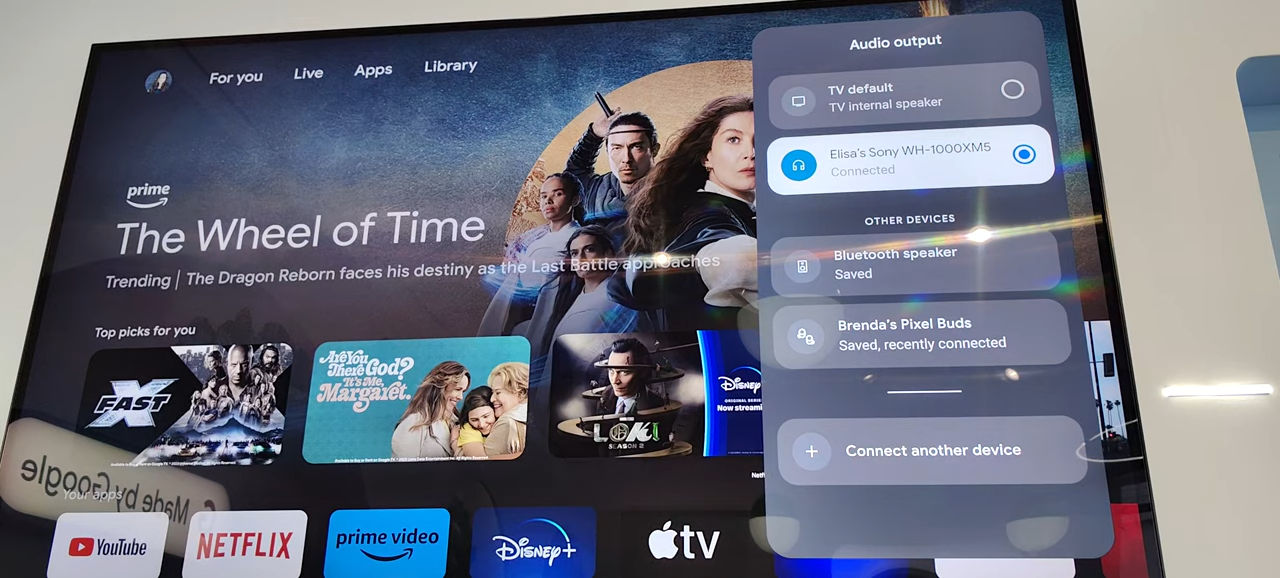 For you
Live
Apps
Library
prime
The Wheel of Time
Trending | The Dragon Reborn faces his destiny as the Last Battle approaches
Top picks for you
FAST X
Are You
There God?
It's Me,
Margaret.
LOKI
SEASON 2
Disney
ORIGINAL SERIES
Now streami
Netf
Your apps
Made by Google
YouTube
NETFLIX
prime video
Disney+
tv
Audio output
TV default
TV internal speaker
Elisa's Sony WH-1000XM5
Connected
OTHER DEVICES
Bluetooth speaker
Saved
Brenda's Pixel Buds
Saved, recently connected
+ Connect another device